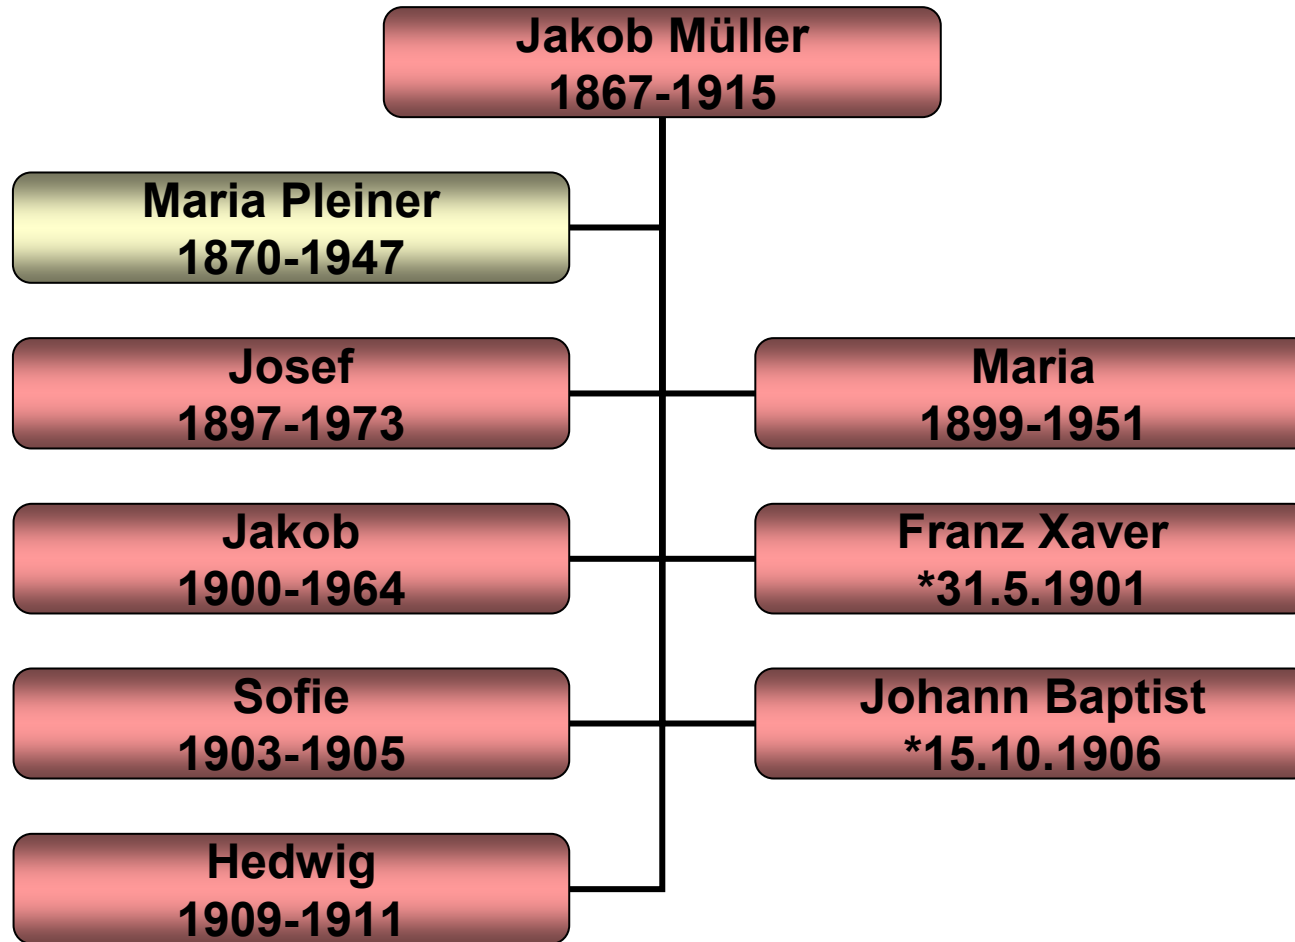 Jakob Müller
1867-1915
Maria Pleiner
1870-1947
Josef
1897-1973
Maria
1899-1951
Jakob
1900-1964
Franz Xaver
*31.5.1901
Sofie
1903-1905
Johann Baptist
*15.10.1906
Hedwig
1909-1911